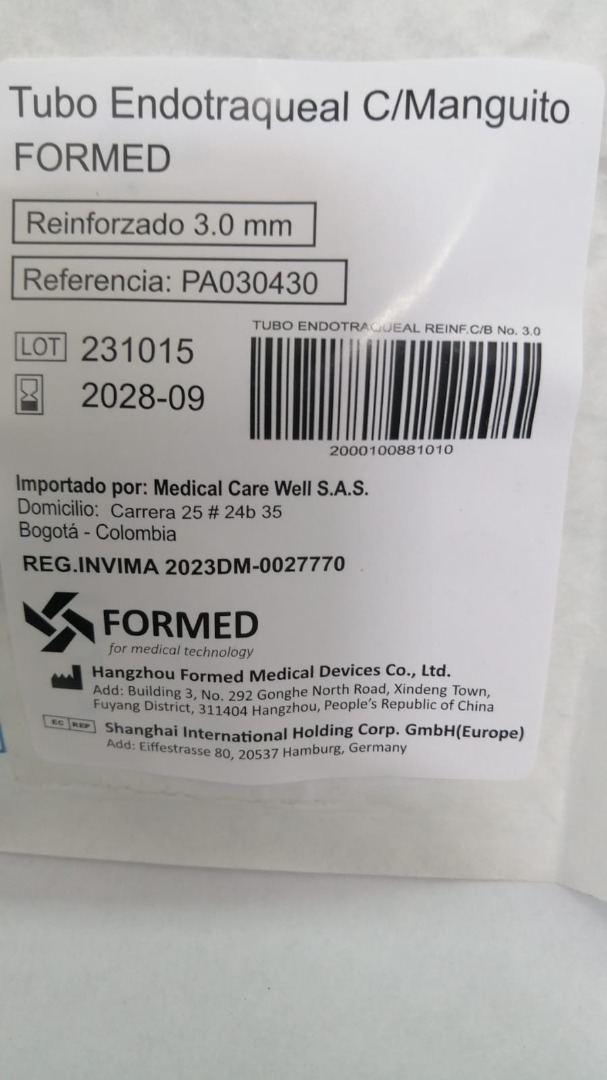 Tubo Endotraqueal C/Manguito
FORMED
Reinforzado 3.0 mm
Referencia: PA030430
LOT 231015
2028-09
TUBO ENDOTRAQUEAL REINF.C/B No. 3.0
2000100881010
Importado por: Medical Care Well S.A.S.
Domicilio: Carrera 25 # 24b 35
Bogotá - Colombia
REG.INVIMA 2023DM-0027770
FORMED
for medical technology
Hangzhou Formed Medical Devices Co., Ltd.
Add: Building 3, No. 292 Gonghe North Road, Xindeng Town,
Fuyang District, 311404 Hangzhou, People's Republic of China
EC REP Shanghai International Holding Corp. GmbH(Europe)
Add: Eiffestrasse 80, 20537 Hamburg, Germany